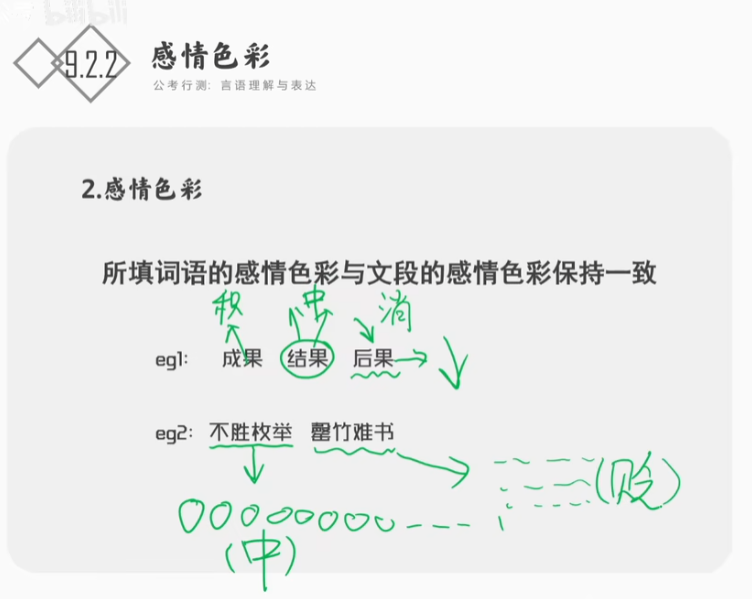 bilibili
9.2.2 感情色彩
公考行测: 言语理解与表达
2.感情色彩
所填词语的感情色彩与文段的感情色彩保持一致
积 中 消
eg1: 成果 结果 后果
eg2: 不胜枚举 罄竹难书
(贬)
(中)